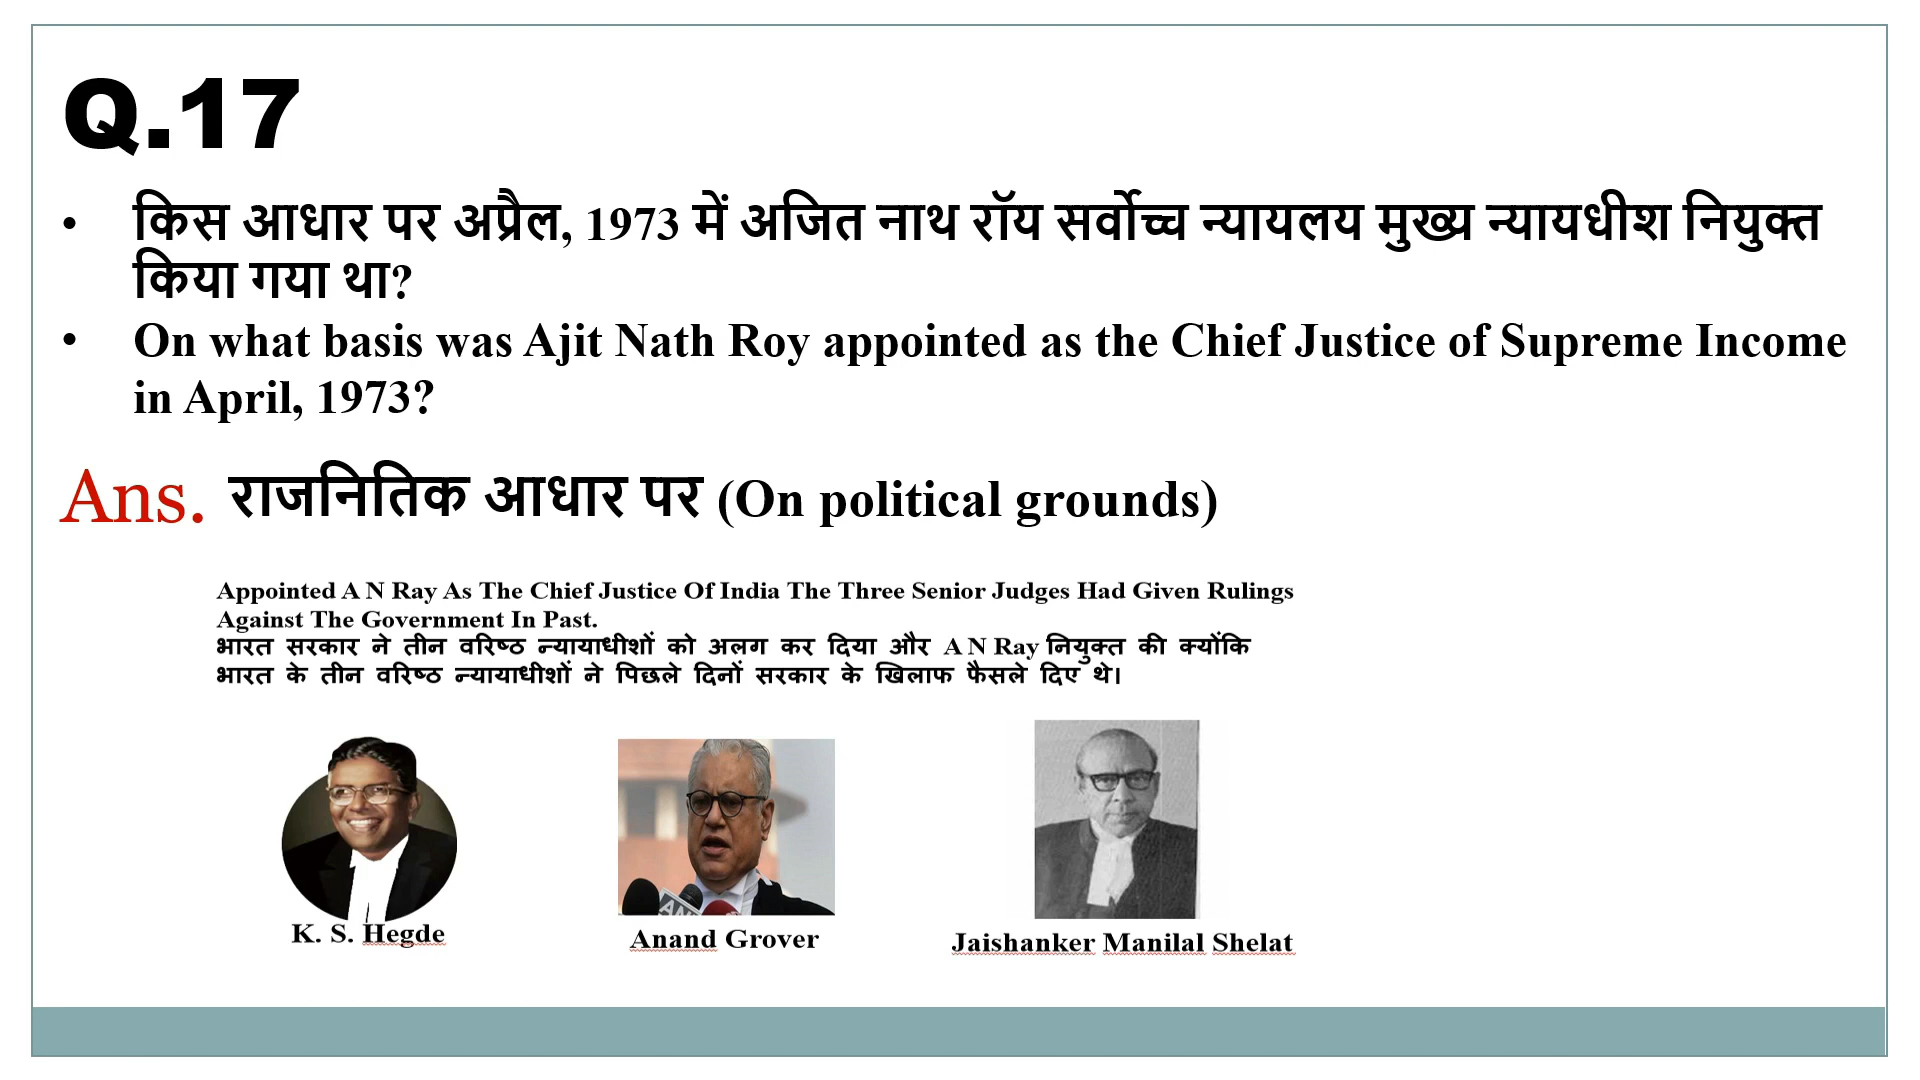 Q.17
• किस आधार पर अप्रैल, 1973 में अजित नाथ रॉय सर्वोच्च न्यायलय मुख्य न्यायधीश नियुक्त
किया गया था?
• On what basis was Ajit Nath Roy appointed as the Chief Justice of Supreme Income
in April, 1973?
Ans. राजनितिक आधार पर (On political grounds)
Appointed A N Ray As The Chief Justice Of India The Three Senior Judges Had Given Rulings
Against The Government In Past.
भारत सरकार ने तीन वरिष्ठ न्यायाधीशों को अलग कर दिया और A N Ray नियुक्त की क्योंकि
भारत के तीन वरिष्ठ न्यायाधीशों ने पिछले दिनों सरकार के खिलाफ फैसले दिए थे।
ANI
K. S. Hegde
Anand Grover
Jaishanker Manilal Shelat